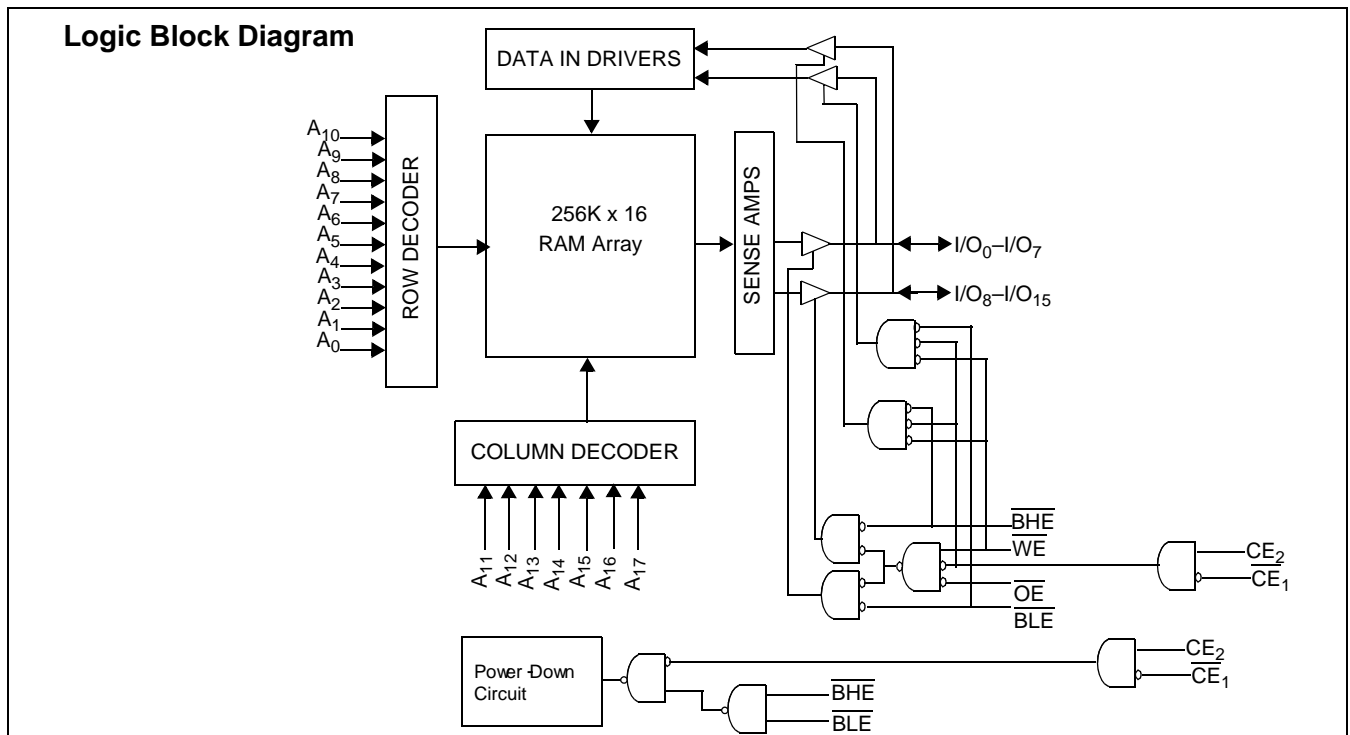 Logic Block Diagram
DATA IN DRIVERS
A10
A9
A8
A7
A6
A5
A4
A3
A2
A1
A0
ROW DECODER
256K x 16
RAM Array
SENSE AMPS
I/O0–I/O7
I/O8–I/O15
COLUMN DECODER
A11
A12
A13
A14
A15
A16
A17
BHE
WE
OE
BLE
CE2
CE1
Power -Down
Circuit
BHE
BLE
CE2
CE1